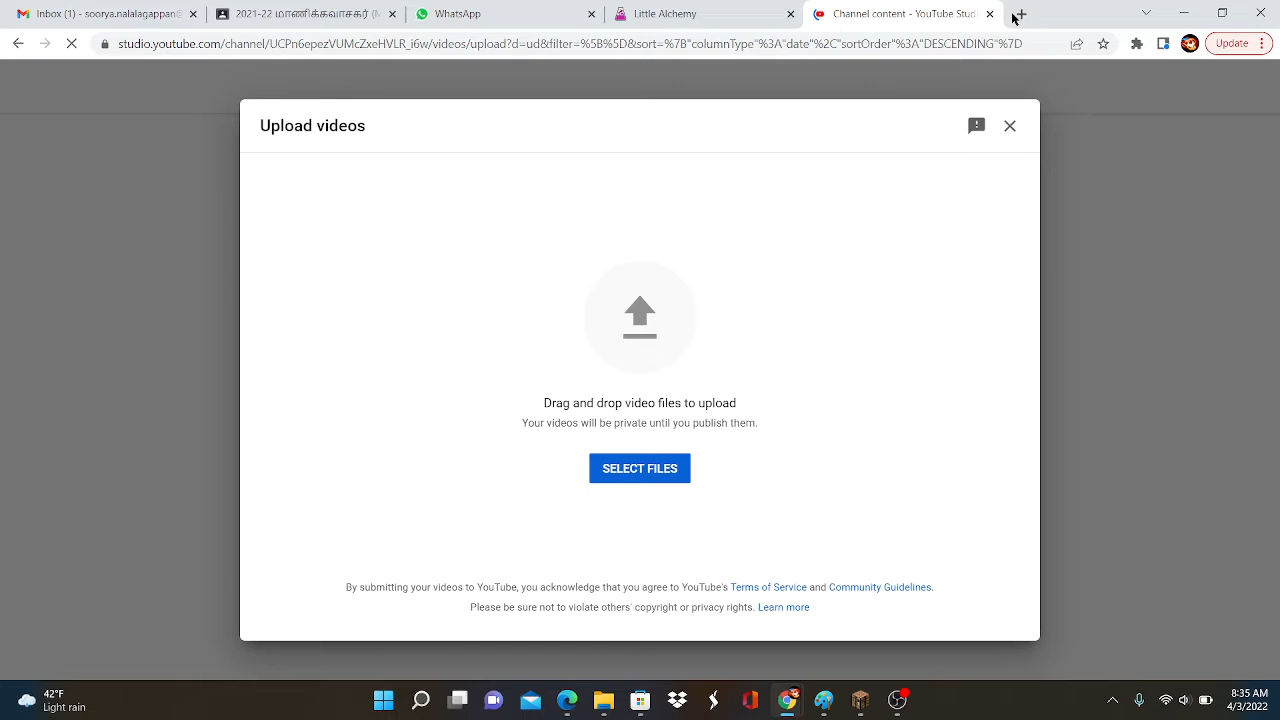 Inbox (1) - sooryalalagappan@
2021-22
WhatsApp
Little Alchemy
Channel content - YouTube Studi
studio.youtube.com/channel/UCPn6epezVUMcZxeHVLR_i6w/videos/upload?d=ud&filter=%5B%5D&sort=%7B"columnType"%3A"date"%2C"sortOrder"%3A"DESCENDING"%7D
Update
Upload videos
Drag and drop video files to upload
Your videos will be private until you publish them.
SELECT FILES
By submitting your videos to YouTube, you acknowledge that you agree to YouTube's Terms of Service and Community Guidelines.
Please be sure not to violate others' copyright or privacy rights. Learn more
42°F
Light rain
8:35 AM
4/3/2022